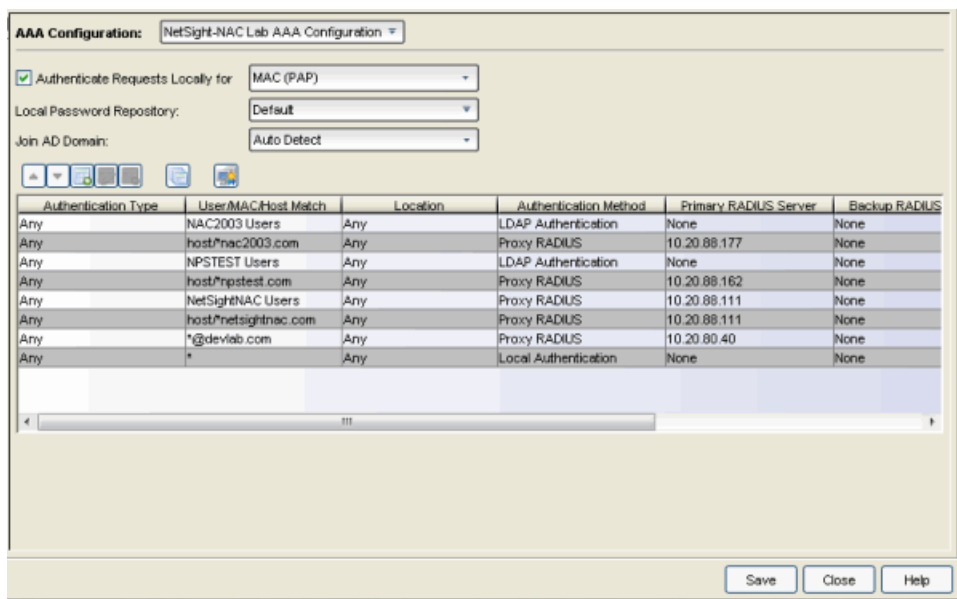 AAA Configuration: NetSight-NAC Lab AAA Configuration
Authenticate Requests Locally for MAC (PAP)
Local Password Repository: Default
Join AD Domain: Auto Detect
Authentication Type User/MAC/Host Match Location Authentication Method Primary RADIUS Server Backup RADIUS
Any NAC2003 Users Any LDAP Authentication None None
Any host/*nac2003.com Any Proxy RADIUS 10.20.88.177 None
Any NPSTEST Users Any LDAP Authentication None None
Any host/*npstest.com Any Proxy RADIUS 10.20.88.162 None
Any NetSightNAC Users Any Proxy RADIUS 10.20.88.111 None
Any host/*netsightnac.com Any Proxy RADIUS 10.20.88.111 None
Any *@devlab.com Any Proxy RADIUS 10.20.80.40 None
Any * Any Local Authentication None None
Save Close Help